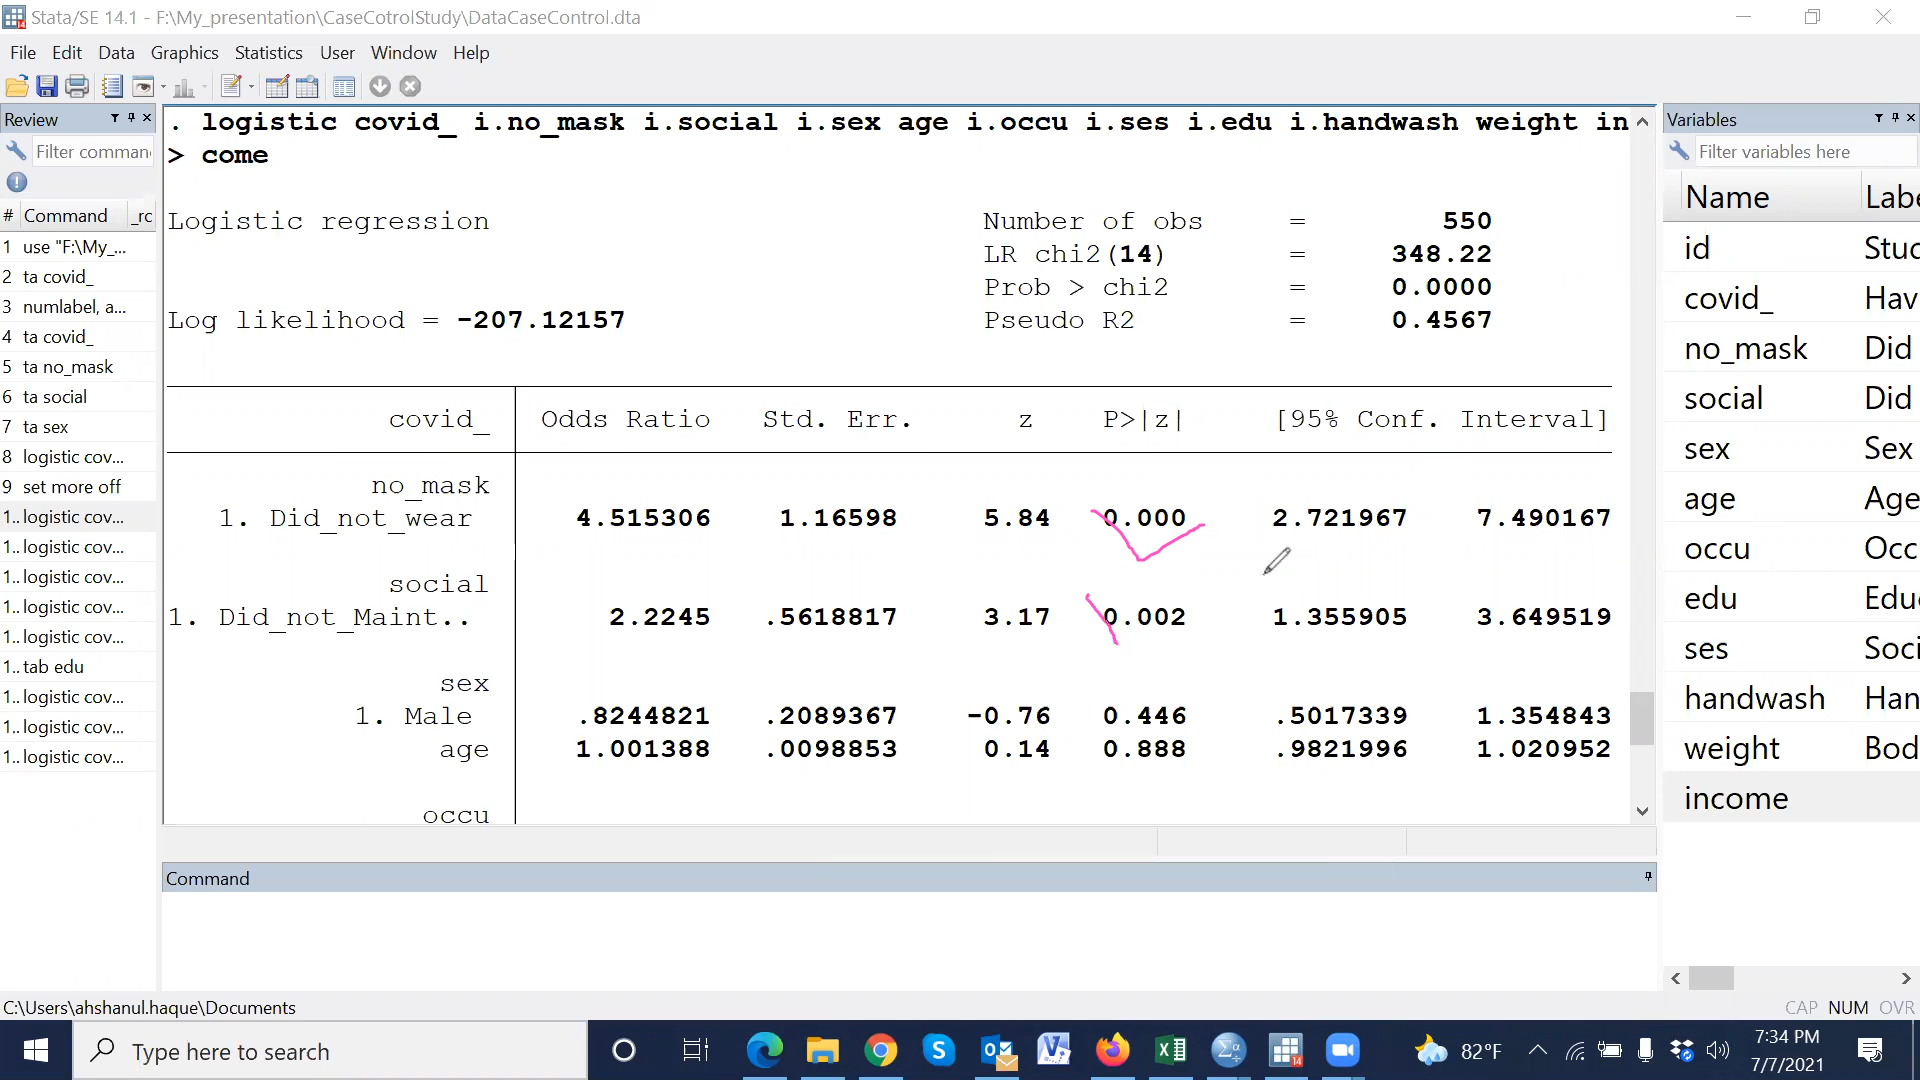 Stata/SE 14.1 - F:\My_presentation\CaseCotrolStudy\DataCaseControl.dta
File Edit Data Graphics Statistics User Window Help
Review
Filter comman
# Command _rc
1 use "F:\My_...
2 ta covid_
3 numlabel, a...
4 ta covid_
5 ta no_mask
6 ta social
7 ta sex
8 logistic cov...
9 set more off
1.. logistic cov...
1.. logistic cov...
1.. logistic cov...
1.. logistic cov...
1.. logistic cov...
1.. tab edu
1.. logistic cov...
1.. logistic cov...
1.. logistic cov...
. logistic covid_ i.no_mask i.social i.sex age i.occu i.ses i.edu i.handwash weight in
> come
Logistic regression Number of obs = 550
LR chi2(14) = 348.22
Prob > chi2 = 0.0000
Log likelihood = -207.12157 Pseudo R2 = 0.4567
covid_ Odds Ratio Std. Err. z P>|z| [95% Conf. Interval]
no_mask
1. Did_not_wear 4.515306 1.16598 5.84 0.000 2.721967 7.490167
social
1. Did_not_Maint.. 2.2245 .5618817 3.17 0.002 1.355905 3.649519
sex
1. Male .8244821 .2089367 -0.76 0.446 .5017339 1.354843
age 1.001388 .0098853 0.14 0.888 .9821996 1.020952
occu
Command
Variables
Filter variables here
Name Labe
id Stuc
covid_ Hav
no_mask Did
social Did
sex Sex
age Age
occu Occ
edu Educ
ses Soci
handwash Han
weight Bod
income
C:\Users\ahshanul.haque\Documents
CAP NUM OVR
Type here to search
82°F
7:34 PM
7/7/2021